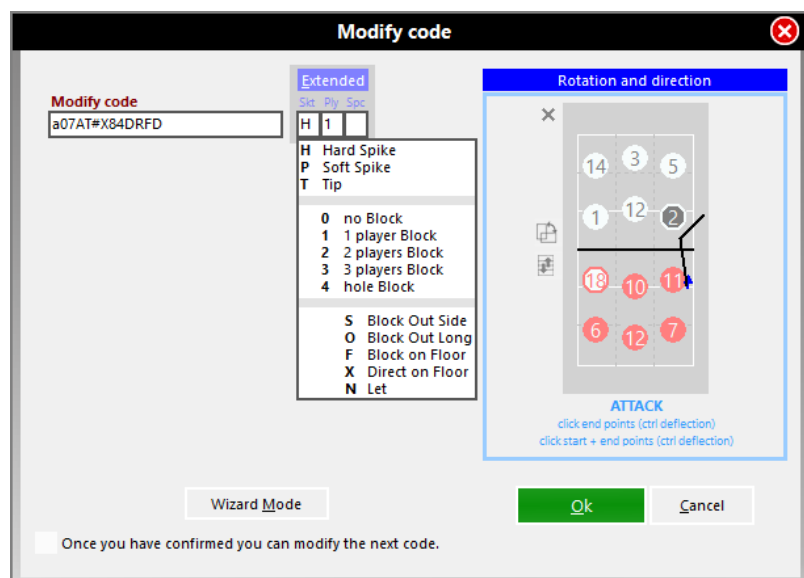 Modify code
Extended
Skt Ply Spc
Modify code
a07AT#X84DRFD
H 1
H Hard Spike
P Soft Spike
T Tip
0 no Block
1 1 player Block
2 2 players Block
3 3 players Block
4 hole Block
S Block Out Side
O Block Out Long
F Block on Floor
X Direct on Floor
N Let
Rotation and direction
14 3 5
1 12 2
18 10 11
6 12 7
ATTACK
click end points (ctrl deflection)
click start + end points (ctrl deflection)
Wizard Mode
Ok
Cancel
Once you have confirmed you can modify the next code.